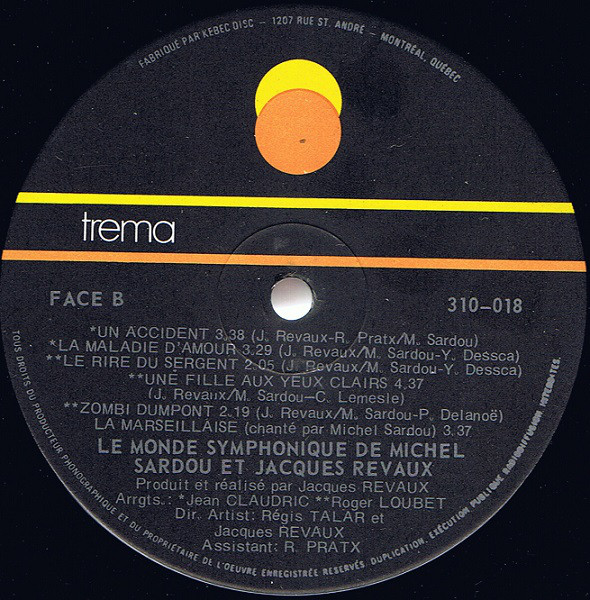 FABRIQUÉ PAR KÉBEC DISC – 1207 RUE ST. ANDRÉ – MONTRÉAL, QUÉBEC
trema
FACE B
310-018
*UN ACCIDENT 3.38 (J. Revaux-R. Pratx/M. Sardou)
*LA MALADIE D'AMOUR 3.29 (J. Revaux/M. Sardou-Y. Dessca)
**LE RIRE DU SERGENT 2.05 (J. Revaux/M. Sardou-Y. Dessca)
**UNE FILLE AUX YEUX CLAIRS 4.37
(J. Revaux/M. Sardou-C. Lemesle)
**ZOMBI DUMPONT 2.19 (J. Revaux/M. Sardou-P. Delanoë)
LA MARSEILLAISE (chanté par Michel Sardou) 3.37
LE MONDE SYMPHONIQUE DE MICHEL
SARDOU ET JACQUES REVAUX
Produit et réalisé par Jacques REVAUX
Arrgts.: *Jean CLAUDRIC **Roger LOUBET
Dir. Artist: Régis TALAR et
Jacques REVAUX
Assistant: R. PRATX
TOUS DROITS DU PRODUCTEUR PHONOGRAPHIQUE ET DU PROPRIÉTAIRE DE L'OEUVRE ENREGISTRÉE RESERVÉS. DUPLICATION, EXÉCUTION PUBLIQUE RADIODIFFUSION INTERDITES.